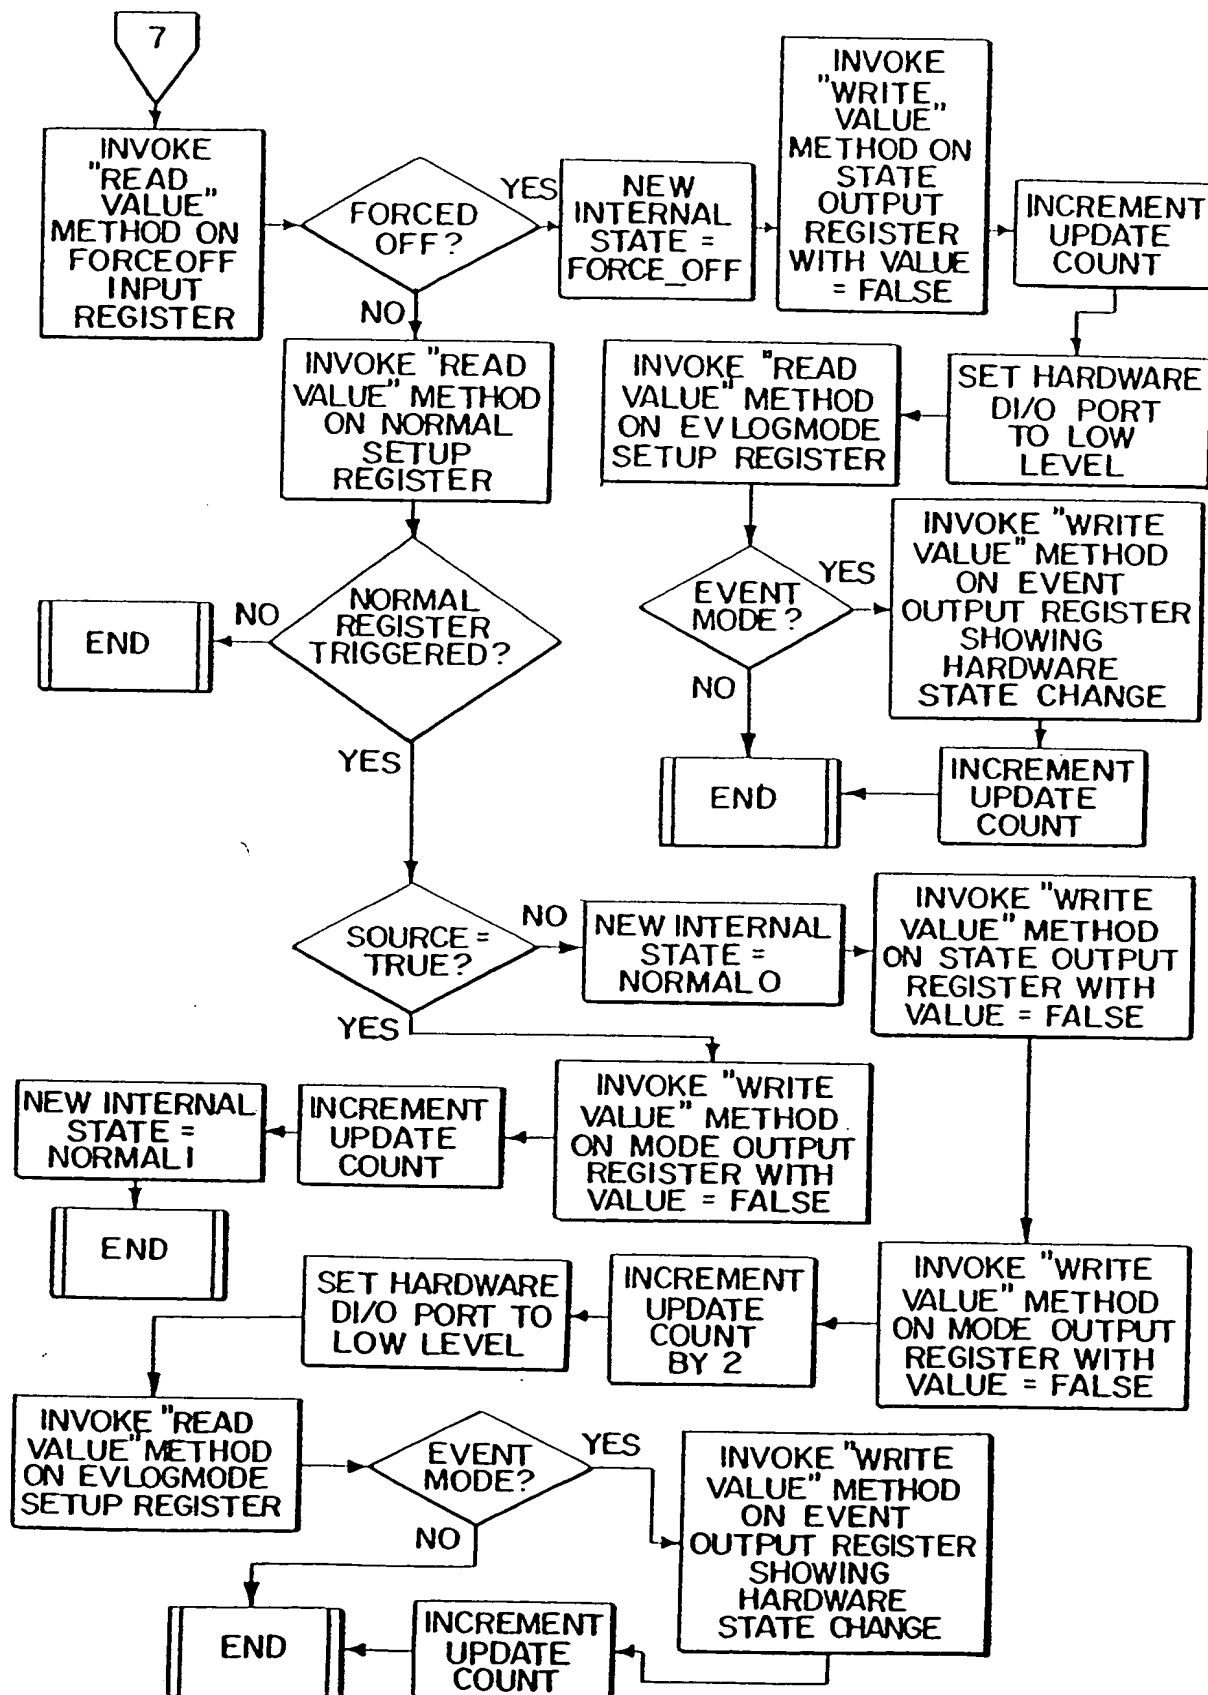 7
INVOKE
"READ
VALUE"
METHOD ON
FORCEOFF
INPUT
REGISTER
FORCED
OFF?
YES
NO
NEW
INTERNAL
STATE =
FORCE_OFF
INVOKE
"WRITE
VALUE"
METHOD ON
STATE
OUTPUT
REGISTER
WITH VALUE
= FALSE
INCREMENT
UPDATE
COUNT
SET HARDWARE
DI/O PORT
TO LOW
LEVEL
INVOKE "READ
VALUE" METHOD
ON EVLOGMODE
SETUP REGISTER
INVOKE "READ
VALUE" METHOD
ON NORMAL
SETUP
REGISTER
EVENT
MODE?
YES
NO
INVOKE "WRITE
VALUE" METHOD
ON EVENT
OUTPUT REGISTER
SHOWING
HARDWARE
STATE CHANGE
INCREMENT
UPDATE
COUNT
END
NORMAL
REGISTER
TRIGGERED?
NO
END
YES
SOURCE =
TRUE?
NO
NEW INTERNAL
STATE =
NORMAL0
INVOKE "WRITE
VALUE" METHOD
ON STATE OUTPUT
REGISTER WITH
VALUE = FALSE
YES
INVOKE "WRITE
VALUE" METHOD
ON MODE OUTPUT
REGISTER WITH
VALUE = FALSE
INCREMENT
UPDATE
COUNT
NEW INTERNAL
STATE =
NORMAL1
END
INVOKE "WRITE
VALUE" METHOD
ON MODE OUTPUT
REGISTER WITH
VALUE = FALSE
INCREMENT
UPDATE
COUNT
BY 2
SET HARDWARE
DI/O PORT TO
LOW LEVEL
INVOKE "READ
VALUE" METHOD
ON EVLOGMODE
SETUP REGISTER
EVENT
MODE?
YES
NO
INVOKE "WRITE
VALUE" METHOD
ON EVENT
OUTPUT REGISTER
SHOWING
HARDWARE
STATE CHANGE
INCREMENT
UPDATE
COUNT
END